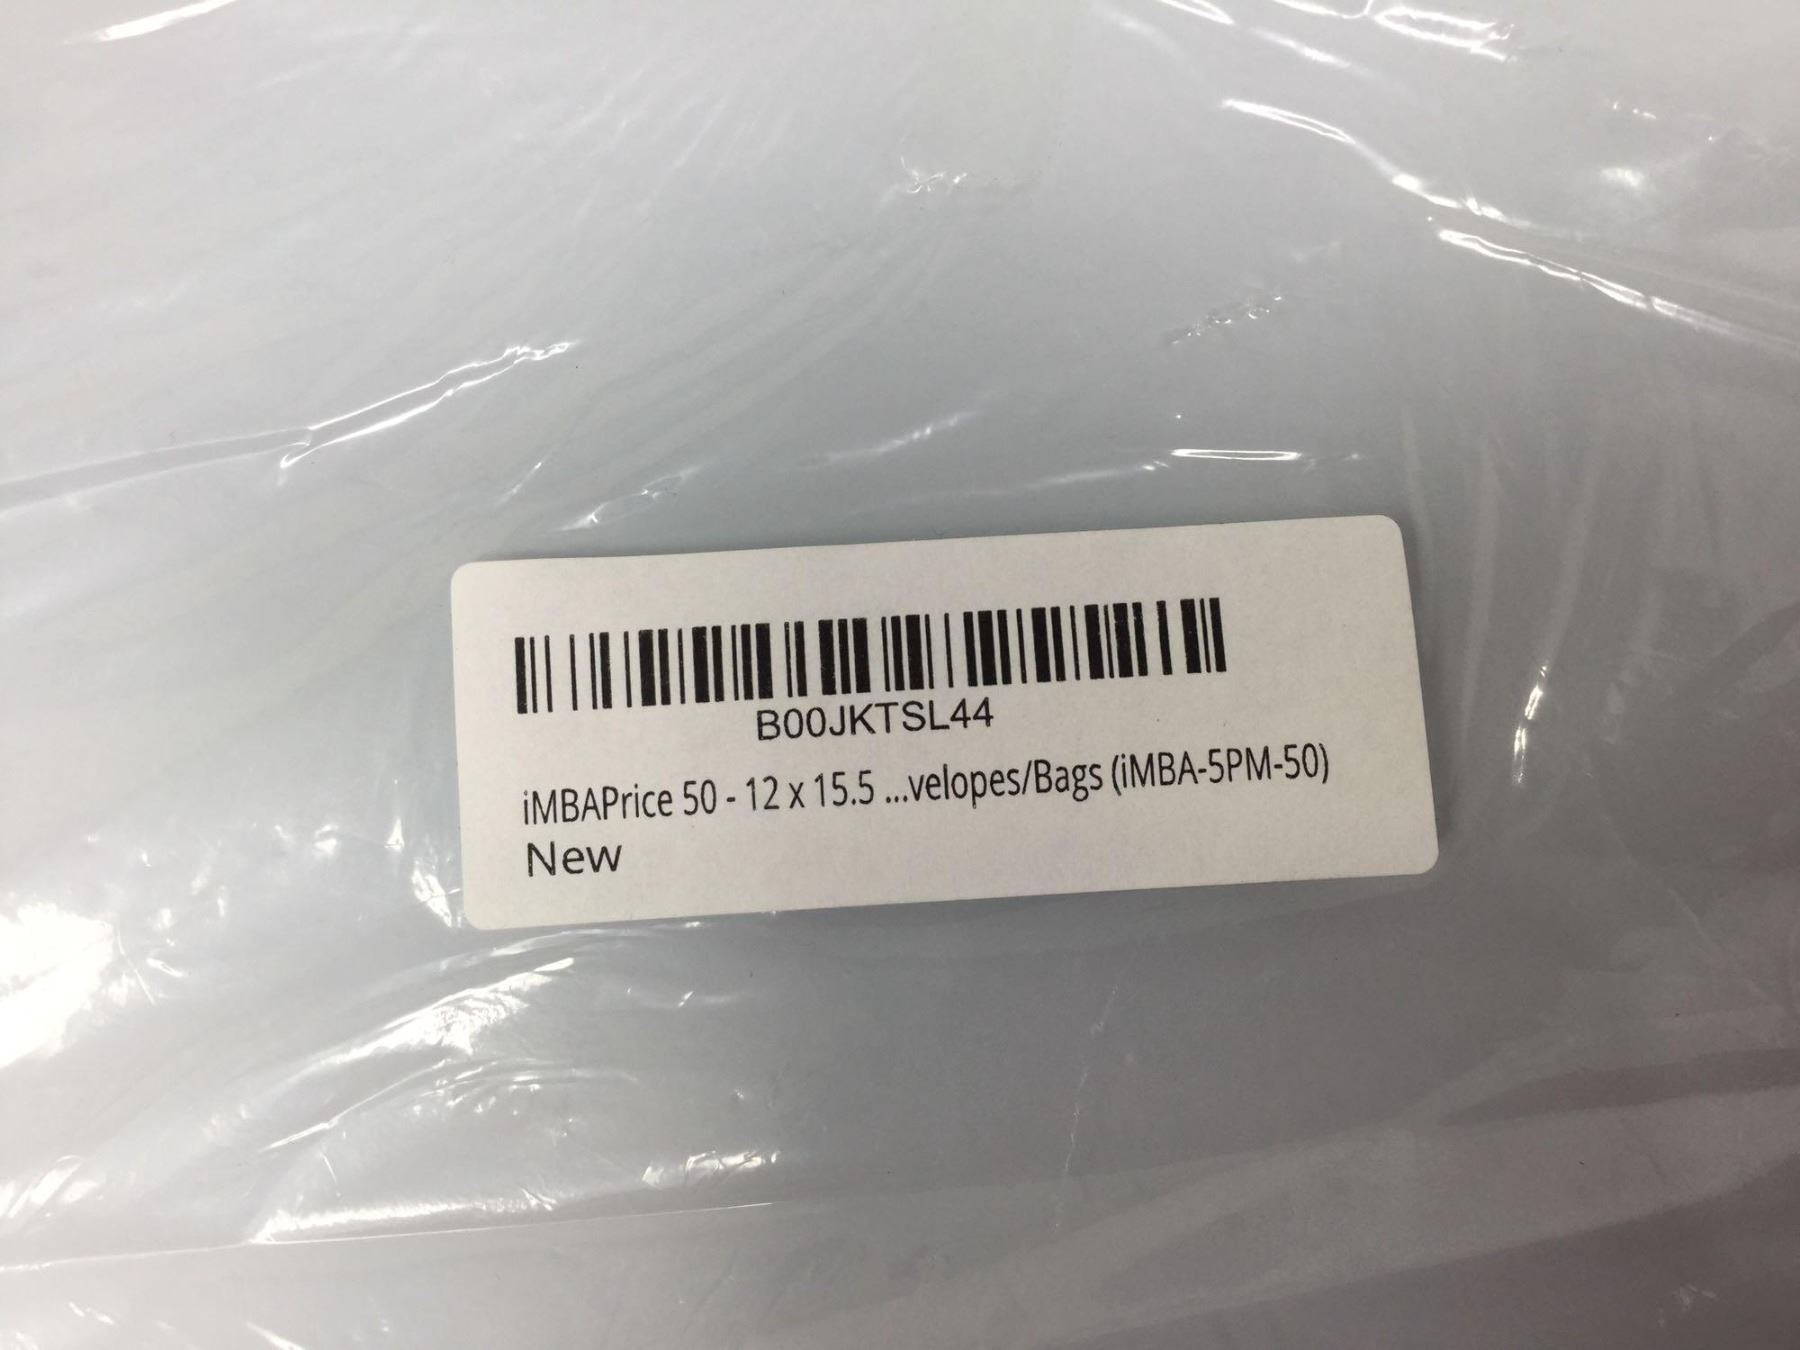 B00JKTSL44
iMBAPrice 50 - 12 x 15.5 ...velopes/Bags (iMBA-5PM-50)
New